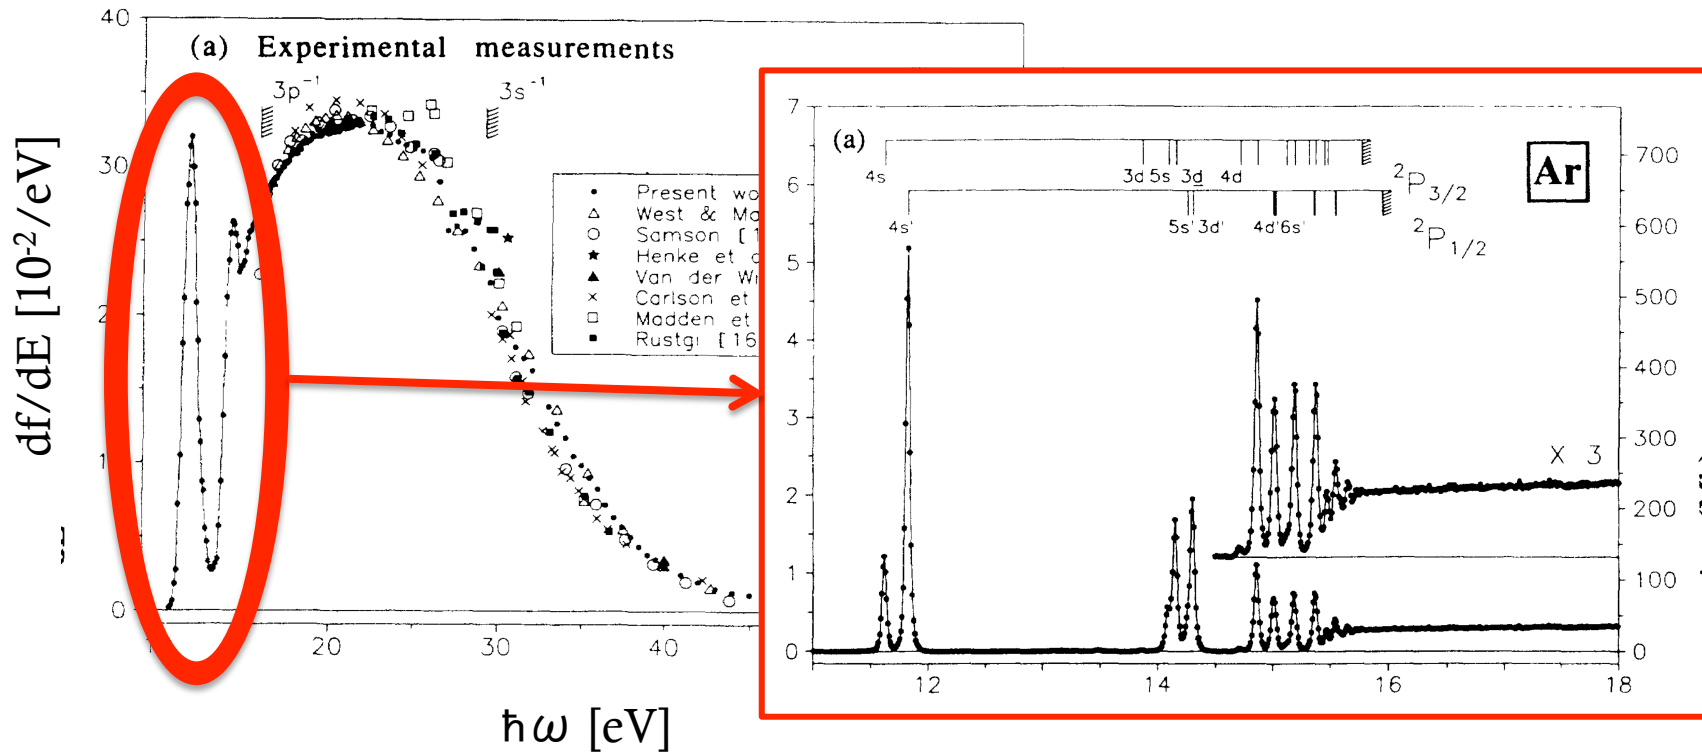 40
(a) Experimental measurements
3p⁻¹
3s⁻¹
30
Present
West &
Samson
Henke et
Van der
Carlson et
Madden et
Rustgi [16
0
20
30
40
df/dE [10⁻²/eV]
ħω [eV]
7
(a)
Ar
700
4s
3d 5s 3d 4d
²P₃/₂
6
600
4s'
5s' 3d' 4d' 6s'
²P₁/₂
5
500
4
400
3
300
X 3
2
200
1
100
0
0
12
14
16
18